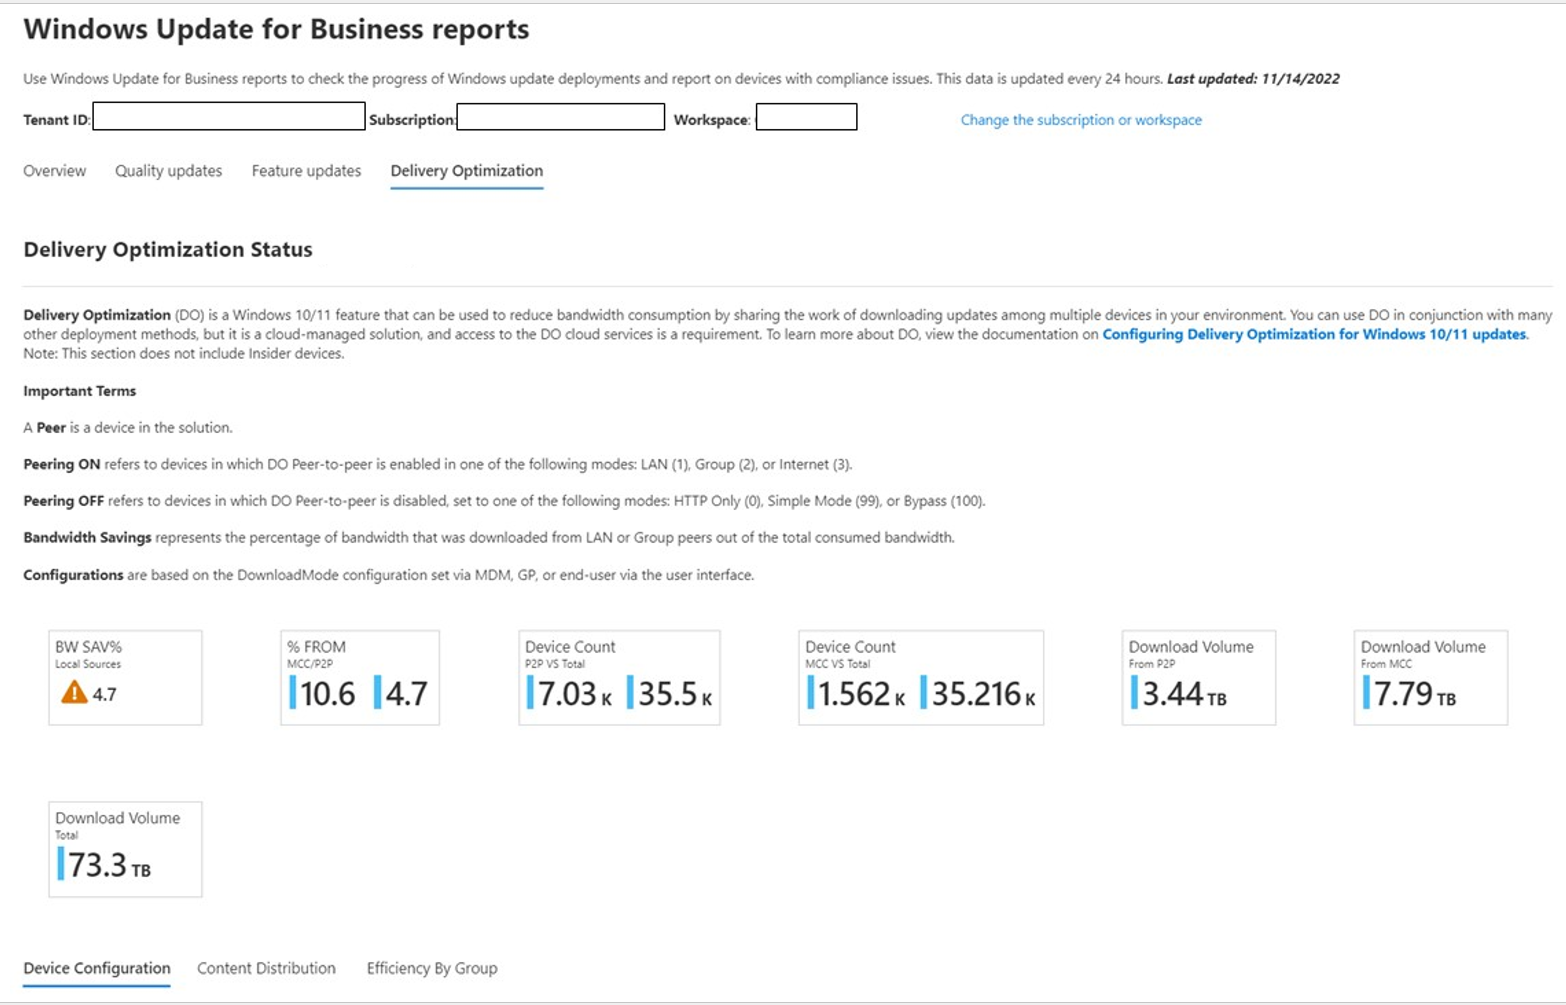 Windows Update for Business reports
Use Windows Update for Business reports to check the progress of Windows update deployments and report on devices with compliance issues. This data is updated every 24 hours. Last updated: 11/14/2022
Tenant ID: Subscription: Workspace: Change the subscription or workspace
Overview Quality updates Feature updates Delivery Optimization
Delivery Optimization Status
Delivery Optimization (DO) is a Windows 10/11 feature that can be used to reduce bandwidth consumption by sharing the work of downloading updates among multiple devices in your environment. You can use DO in conjunction with many
other deployment methods, but it is a cloud-managed solution, and access to the DO cloud services is a requirement. To learn more about DO, view the documentation on Configuring Delivery Optimization for Windows 10/11 updates.
Note: This section does not include Insider devices.
Important Terms
A Peer is a device in the solution.
Peering ON refers to devices in which DO Peer-to-peer is enabled in one of the following modes: LAN (1), Group (2), or Internet (3).
Peering OFF refers to devices in which DO Peer-to-peer is disabled, set to one of the following modes: HTTP Only (0), Simple Mode (99), or Bypass (100).
Bandwidth Savings represents the percentage of bandwidth that was downloaded from LAN or Group peers out of the total consumed bandwidth.
Configurations are based on the DownloadMode configuration set via MDM, GP, or end-user via the user interface.
BW SAV%
Local Sources
4.7
% FROM
MCC/P2P
10.6 4.7
Device Count
P2P VS Total
7.03 K 35.5 K
Device Count
MCC VS Total
1.562 K 35.216 K
Download Volume
From P2P
3.44 TB
Download Volume
From MCC
7.79 TB
Download Volume
Total
73.3 TB
Device Configuration Content Distribution Efficiency By Group